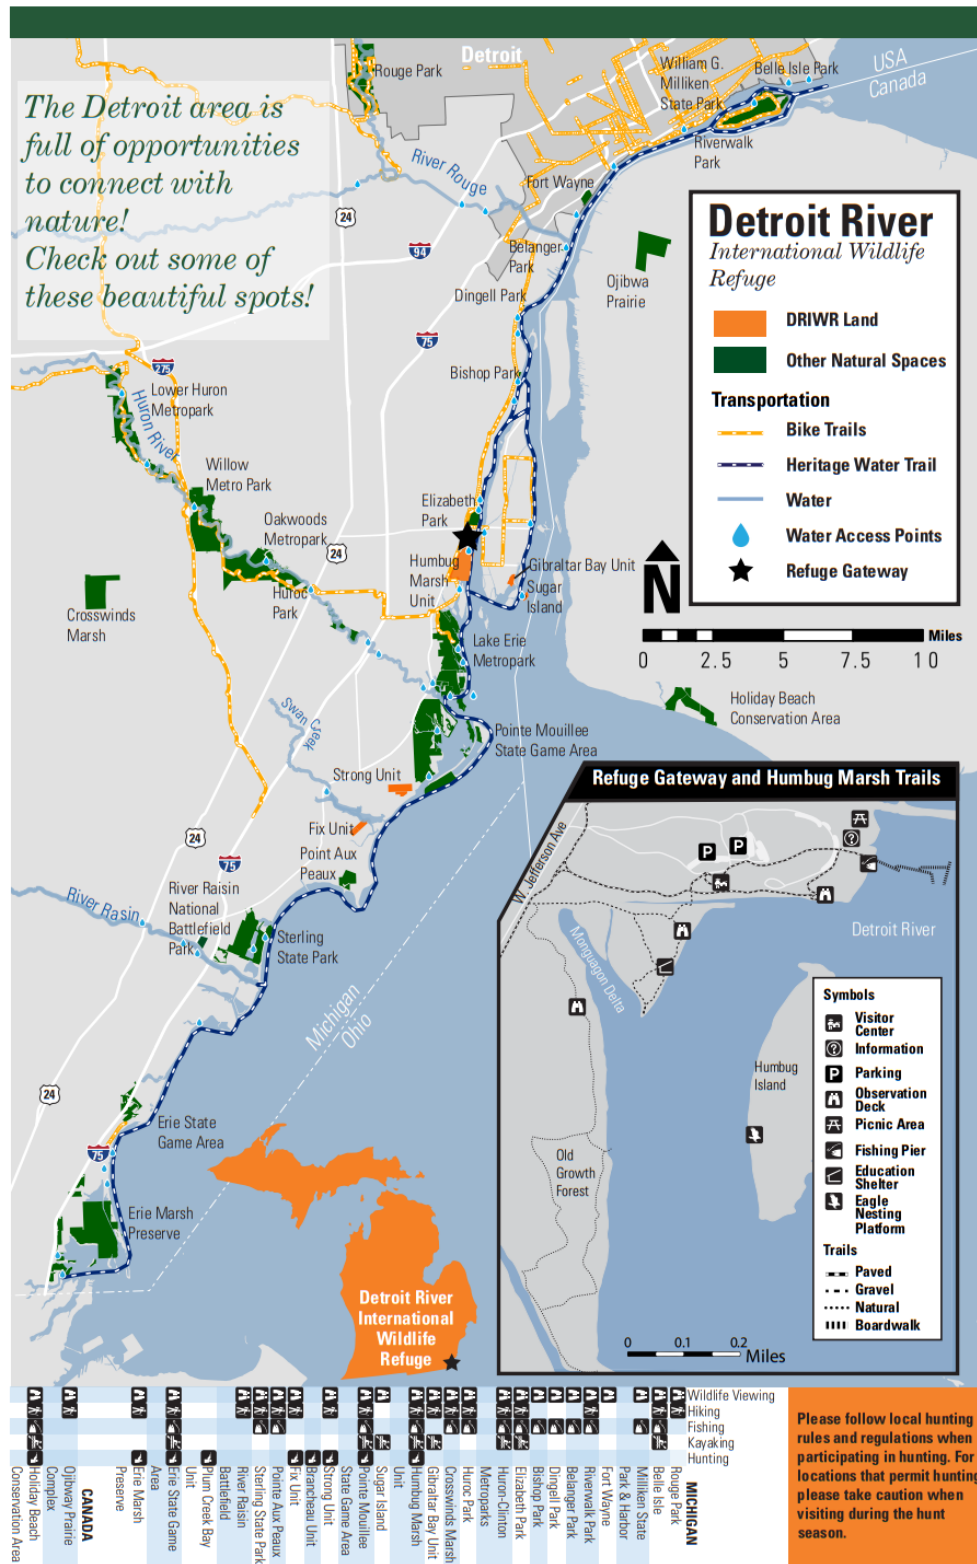 The Detroit area is
full of opportunities
to connect with
nature!
Check out some of
these beautiful spots!
Detroit
Rouge Park
William G.
Milliken
State Park
Belle Isle Park
USA
Canada
Riverwalk
Park
River Rouge
Fort Wayne
24
94
Belanger
Park
Ojibwa
Prairie
Dingell Park
75
Bishop Park
275
Lower Huron
Metropark
Huron River
Willow
Metro Park
Oakwoods
Metropark
24
Elizabeth
Park
Humbug
Marsh
Unit
Gibraltar Bay Unit
Sugar
Island
Huroc
Park
Crosswinds
Marsh
Lake Erie
Metropark
Holiday Beach
Conservation Area
Swan Creek
Pointe Mouillee
State Game Area
Strong Unit
Fix Unit
Point Aux
Peaux
24
75
River Raisin
National
Battlefield
Park
River Rasin
Sterling
State Park
Michigan
Ohio
24
Erie State
Game Area
75
Erie Marsh
Preserve
Detroit River
International
Wildlife
Refuge
Detroit River
International Wildlife
Refuge
DRIWR Land
Other Natural Spaces
Transportation
Bike Trails
Heritage Water Trail
Water
Water Access Points
Refuge Gateway
N
Miles
0 2.5 5 7.5 10
Refuge Gateway and Humbug Marsh Trails
W. Jefferson Ave
P
P
Detroit River
Monguagon Delta
Humbug
Island
Old
Growth
Forest
Symbols
Visitor
Center
Information
P Parking
Observation
Deck
Picnic Area
Fishing Pier
Education
Shelter
Eagle
Nesting
Platform
Trails
Paved
Gravel
Natural
Boardwalk
0 0.1 0.2
Miles
Wildlife Viewing
Hiking
Fishing
Kayaking
Hunting
MICHIGAN
Rouge Park
Belle Isle
Milliken State
Park & Harbor
Fort Wayne
Riverwalk Park
Belanger Park
Dingell Park
Bishop Park
Elizabeth Park
Huron-Clinton
Metroparks
Huroc Park
Crosswinds Marsh
Gibraltar Bay Unit
Humbug Marsh
Unit
Sugar Island
Pointe Mouillee
State Game Area
Strong Unit
Brancheau Unit
Fix Unit
Pointe Aux Peaux
Sterling State Park
River Raisin
Battlefield
Plum Creek Bay
Unit
Erie State Game
Area
Erie Marsh
Preserve
CANADA
Ojibway Prairie
Complex
Holiday Beach
Conservation Area
Please follow local hunting
rules and regulations when
participating in hunting. For
locations that permit hunting
please take caution when
visiting during the hunt
season.